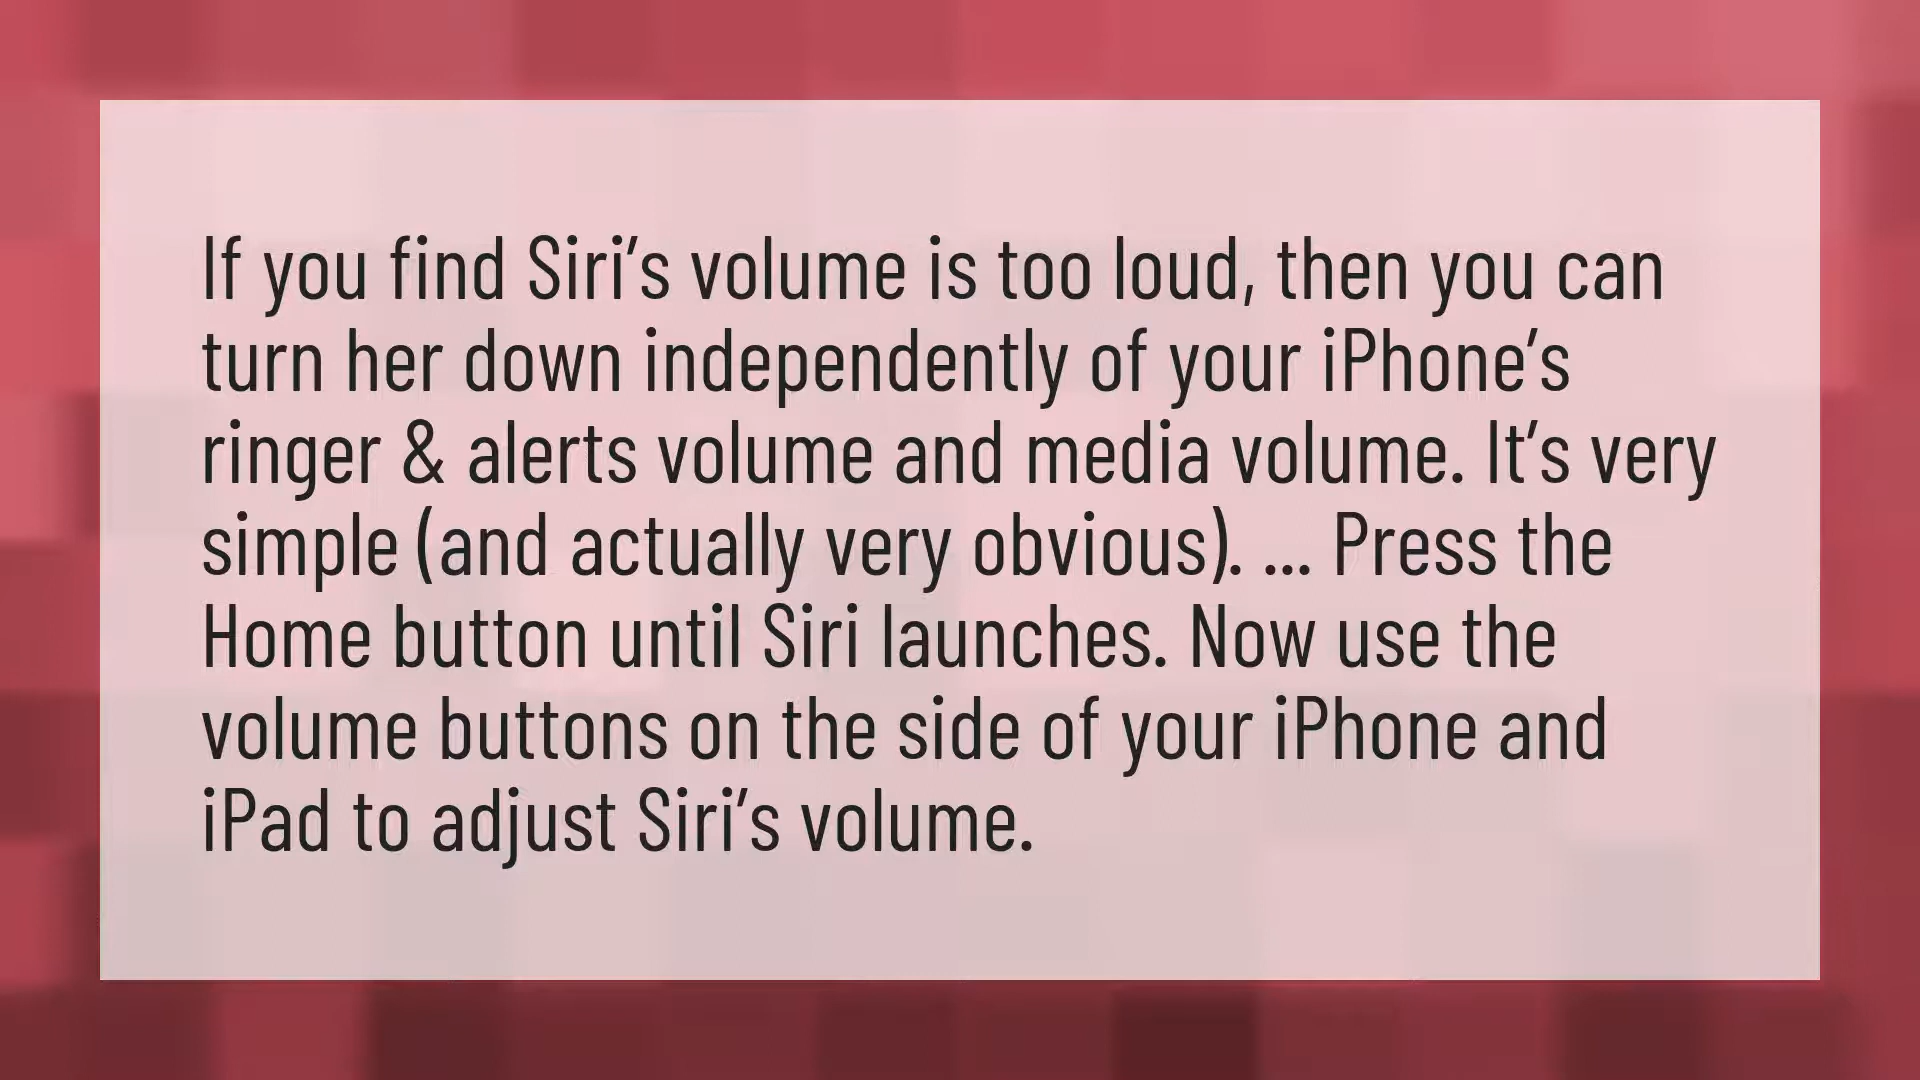 If you find Siri’s volume is too loud, then you can
turn her down independently of your iPhone’s
ringer & alerts volume and media volume. It’s very
simple (and actually very obvious). ... Press the
Home button until Siri launches. Now use the
volume buttons on the side of your iPhone and
iPad to adjust Siri’s volume.